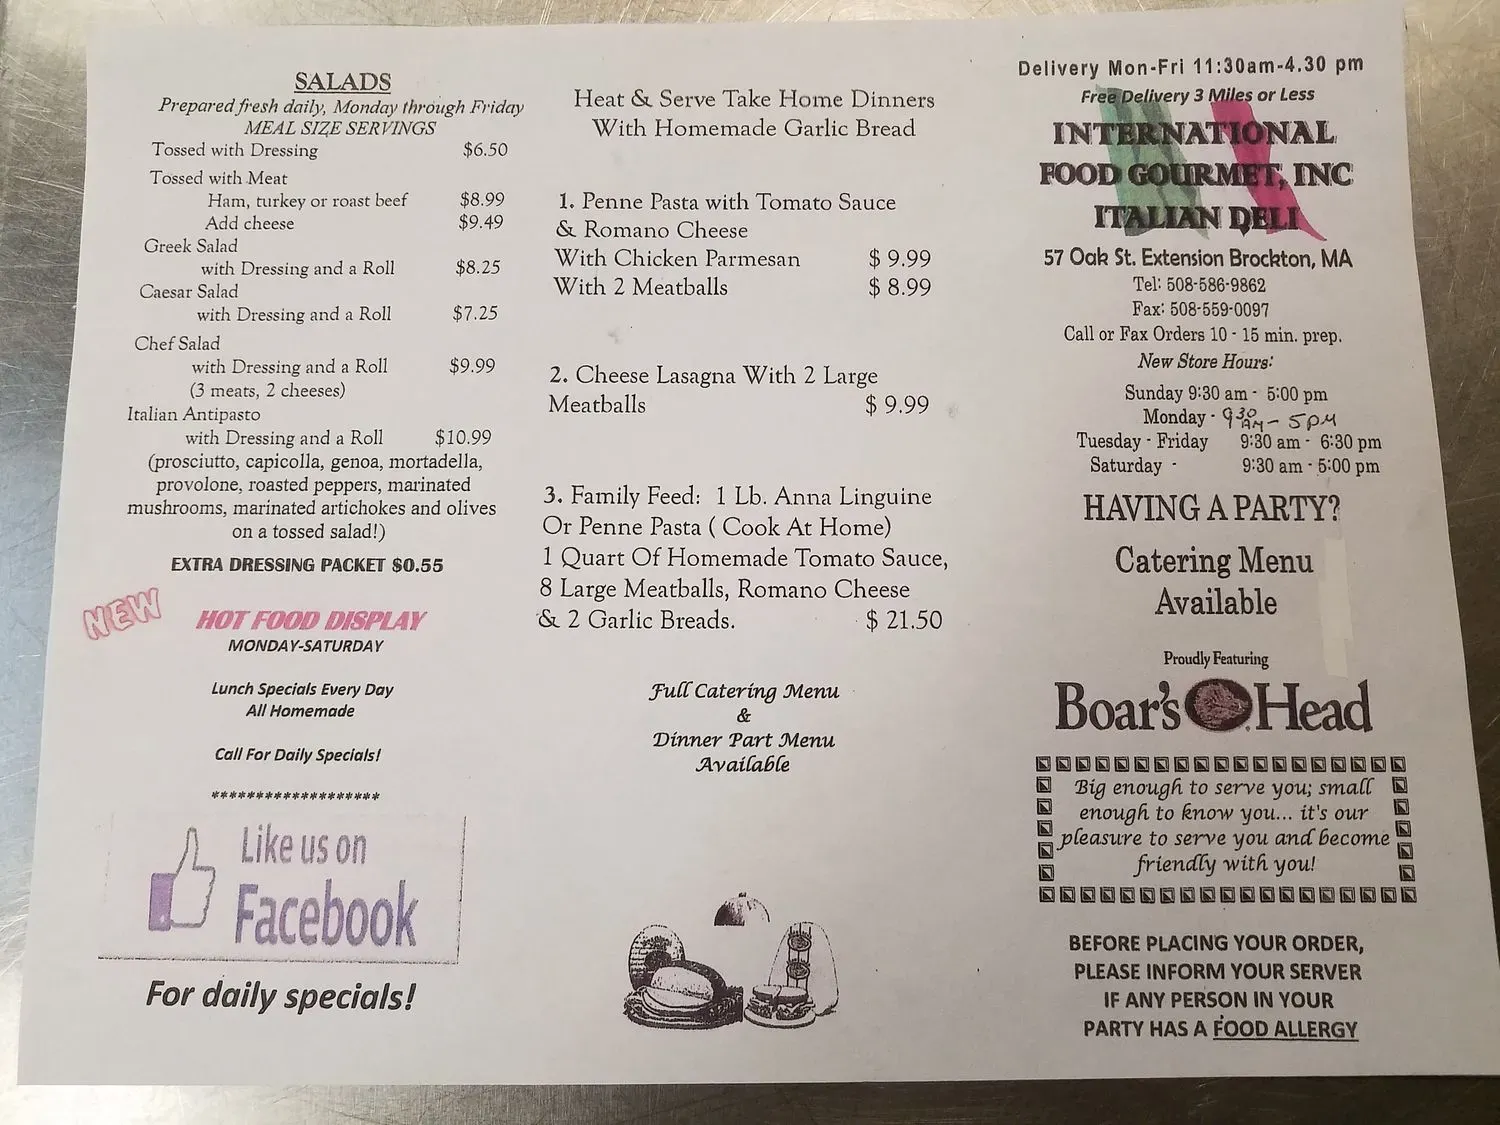 SALADS
Prepared fresh daily, Monday through Friday
MEAL SIZE SERVINGS
Tossed with Dressing $6.50
Tossed with Meat
Ham, turkey or roast beef $8.99
Add cheese $9.49
Greek Salad
with Dressing and a Roll $8.25
Caesar Salad
with Dressing and a Roll $7.25
Chef Salad
with Dressing and a Roll $9.99
(3 meats, 2 cheeses)
Italian Antipasto
with Dressing and a Roll $10.99
(prosciutto, capicolla, genoa, mortadella,
provolone, roasted peppers, marinated
mushrooms, marinated artichokes and olives
on a tossed salad!)
EXTRA DRESSING PACKET $0.55
NEW
HOT FOOD DISPLAY
MONDAY-SATURDAY
Lunch Specials Every Day
All Homemade
Call For Daily Specials!
*******************
Like us on
Facebook
For daily specials!
Heat & Serve Take Home Dinners
With Homemade Garlic Bread
1. Penne Pasta with Tomato Sauce
& Romano Cheese
With Chicken Parmesan $ 9.99
With 2 Meatballs $ 8.99
2. Cheese Lasagna With 2 Large
Meatballs $ 9.99
3. Family Feed: 1 Lb. Anna Linguine
Or Penne Pasta ( Cook At Home)
1 Quart Of Homemade Tomato Sauce,
8 Large Meatballs, Romano Cheese
& 2 Garlic Breads. $ 21.50
Full Catering Menu
&
Dinner Part Menu
Available
Delivery Mon-Fri 11:30am-4.30 pm
Free Delivery 3 Miles or Less
INTERNATIONAL
FOOD GOURMET, INC
ITALIAN DELI
57 Oak St. Extension Brockton, MA
Tel: 508-586-9862
Fax: 508-559-0097
Call or Fax Orders 10 - 15 min. prep.
New Store Hours:
Sunday 9:30 am - 5:00 pm
Monday - 9:30 AM - 5 PM
Tuesday - Friday 9:30 am - 6:30 pm
Saturday - 9:30 am - 5:00 pm
HAVING A PARTY?
Catering Menu
Available
Proudly Featuring
Boar's Head
Big enough to serve you; small
enough to know you... it's our
pleasure to serve you and become
friendly with you!
BEFORE PLACING YOUR ORDER,
PLEASE INFORM YOUR SERVER
IF ANY PERSON IN YOUR
PARTY HAS A FOOD ALLERGY